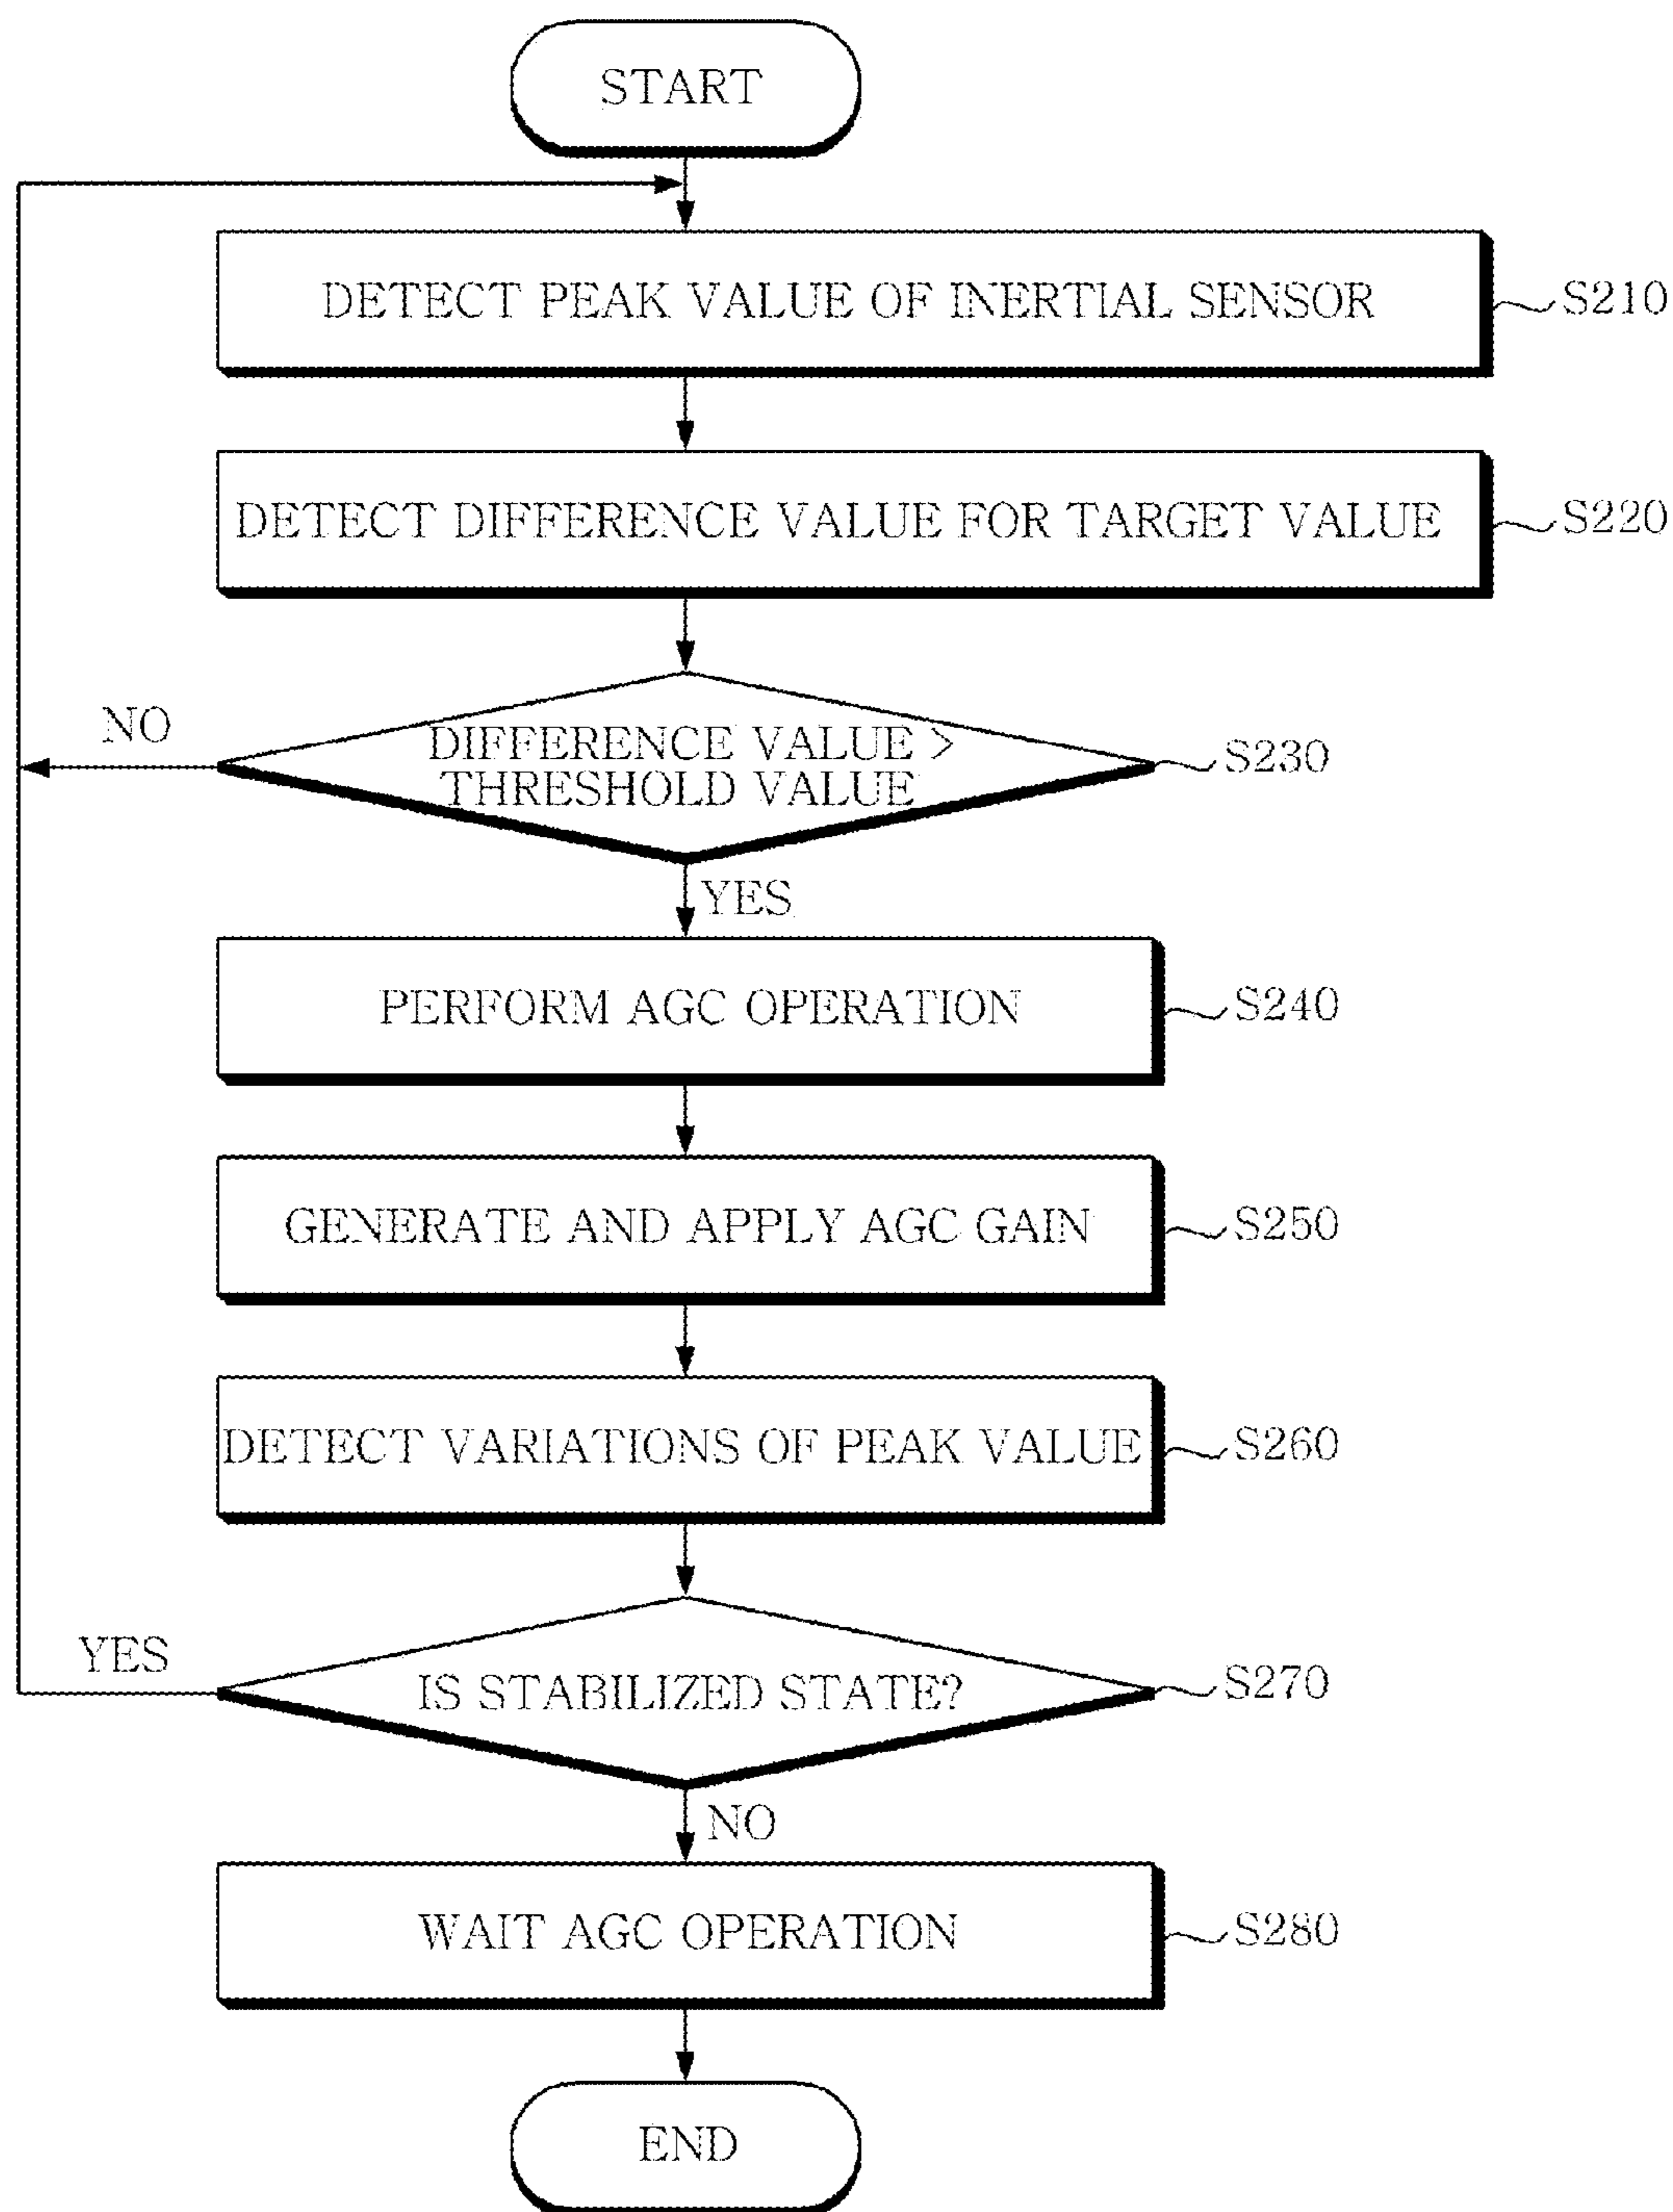 START
DETECT PEAK VALUE OF INERTIAL SENSOR
S210
DETECT DIFFERENCE VALUE FOR TARGET VALUE
S220
NO
DIFFERENCE VALUE >
THRESHOLD VALUE
S230
YES
PERFORM AGC OPERATION
S240
GENERATE AND APPLY AGC GAIN
S250
DETECT VARIATIONS OF PEAK VALUE
S260
YES
IS STABILIZED STATE?
S270
NO
WAIT AGC OPERATION
S280
END